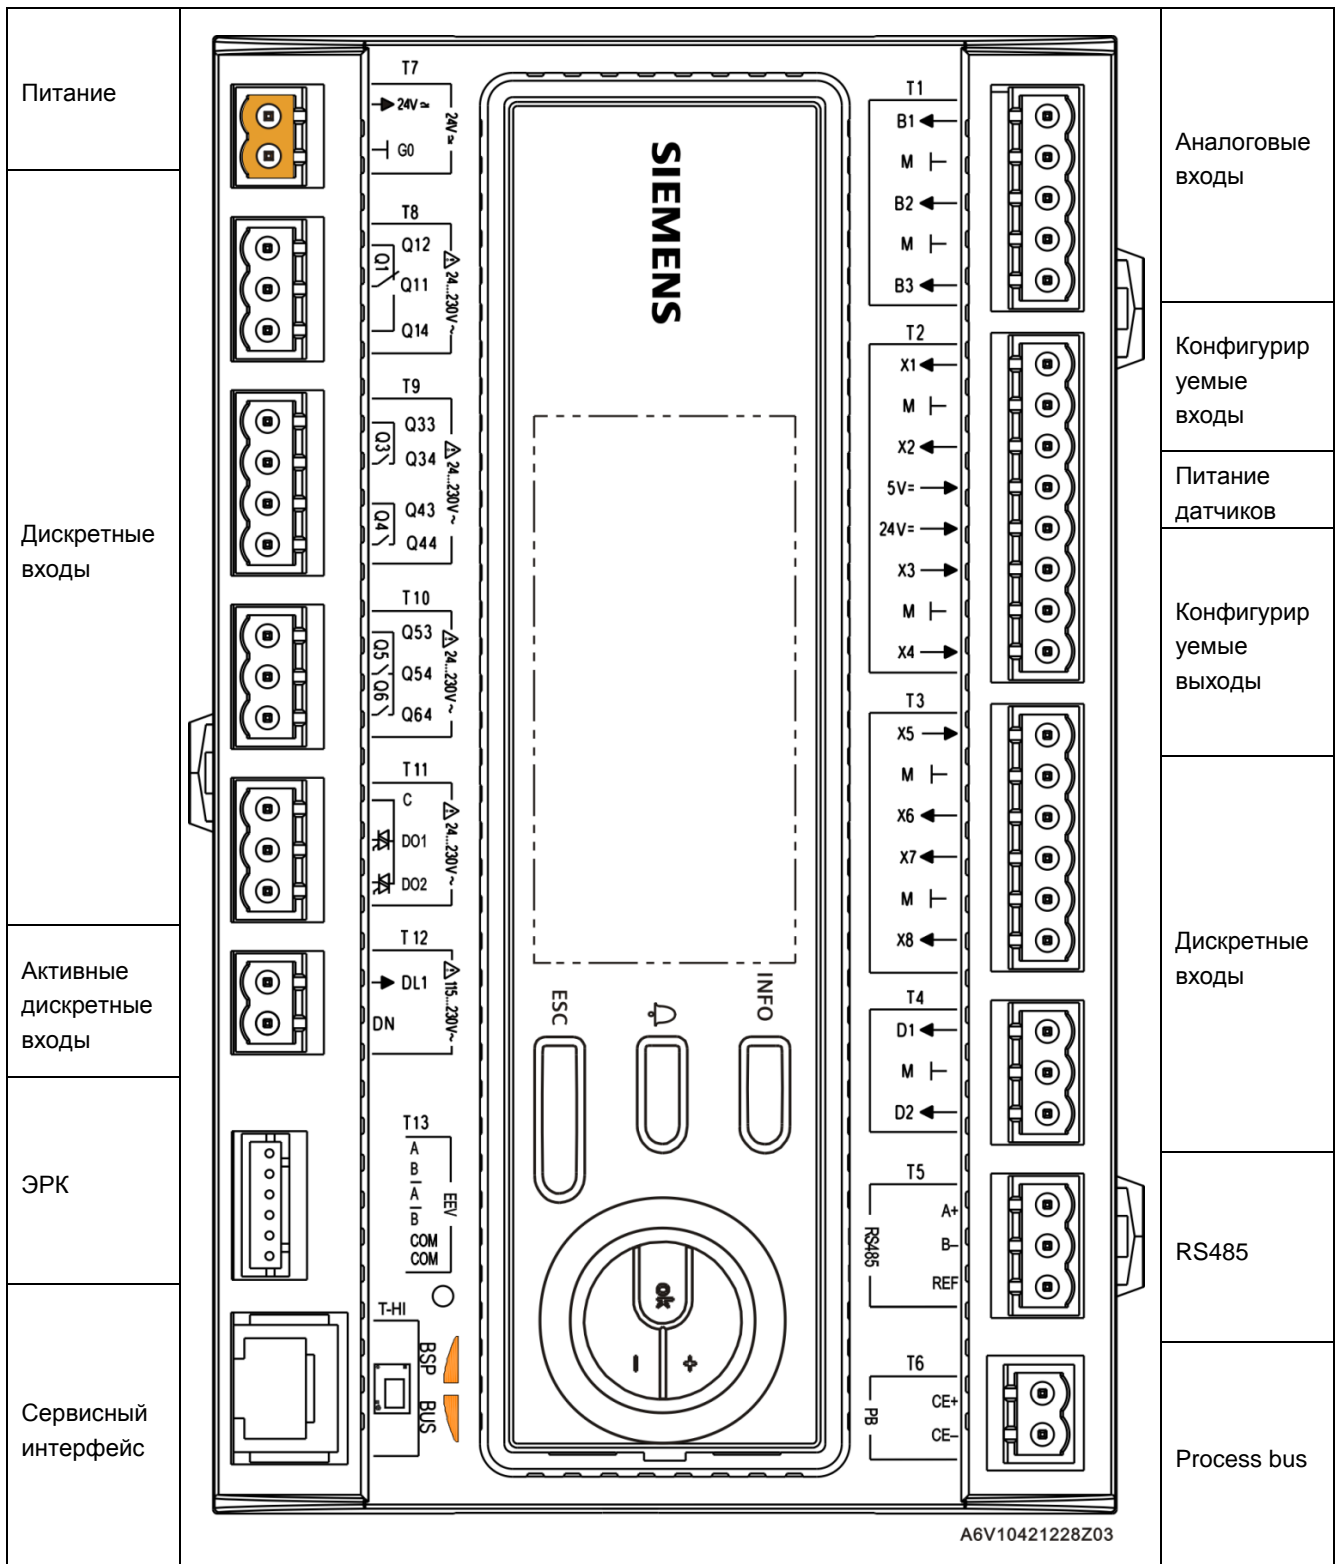 Питание
Дискретные
входы
Активные
дискретные
входы
ЭРК
Сервисный
интерфейс
T7
24V ≃
G0
24V ≃
T8
Q12
Q1
Q11
Q14
24...230V ~
T9
Q33
Q3
Q34
Q43
Q4
Q44
24...230V ~
T10
Q53
Q5
Q54
Q6
Q64
24...230V ~
T11
C
DO1
DO2
24...230V ~
T12
DL1
DN
115...230V ~
T13
A
B
A
B
COM
COM
EEV
T-HI
BSP
BUS
SIEMENS
ESC
INFO
ok
−
+
T1
B1
M
B2
M
B3
T2
X1
M
X2
5V=
24V=
X3
M
X4
T3
X5
M
X6
X7
M
X8
T4
D1
M
D2
T5
A+
B−
REF
RS485
T6
CE+
CE−
PB
A6V10421228Z03
Аналоговые
входы
Конфигурир
уемые
входы
Питание
датчиков
Конфигурир
уемые
выходы
Дискретные
входы
RS485
Process bus